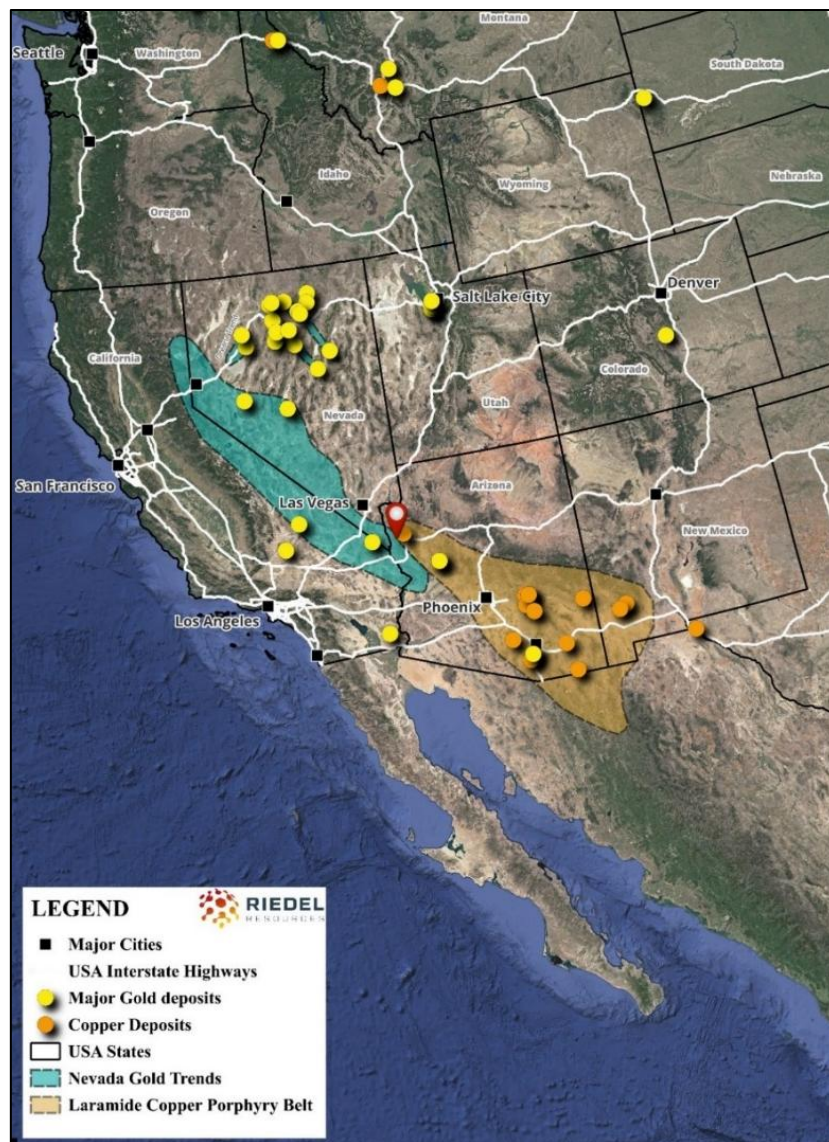 Montana
Seattle
Washington
South Dakota
Idaho
Wyoming
Nebraska
Oregon
Denver
Salt Lake City
California
Colorado
Nevada
Utah
San Francisco
Las Vegas
Arizona
New Mexico
Phoenix
Los Angeles
LEGEND
RIEDEL
RESOURCES
Major Cities
USA Interstate Highways
Major Gold deposits
Copper Deposits
USA States
Nevada Gold Trends
Laramide Copper Porphyry Belt